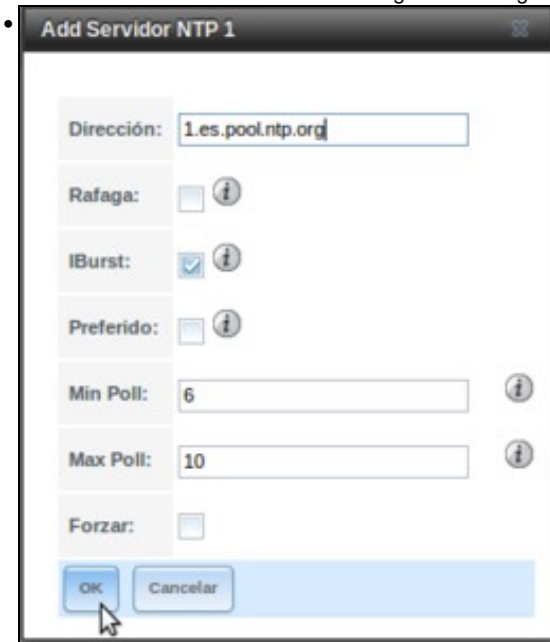 Add Servidor NTP 1
Dirección: 1.es.pool.ntp.org
Rafaga:
IBurst:
Preferido:
Min Poll: 6
Max Poll: 10
Forzar:
OK Cancelar